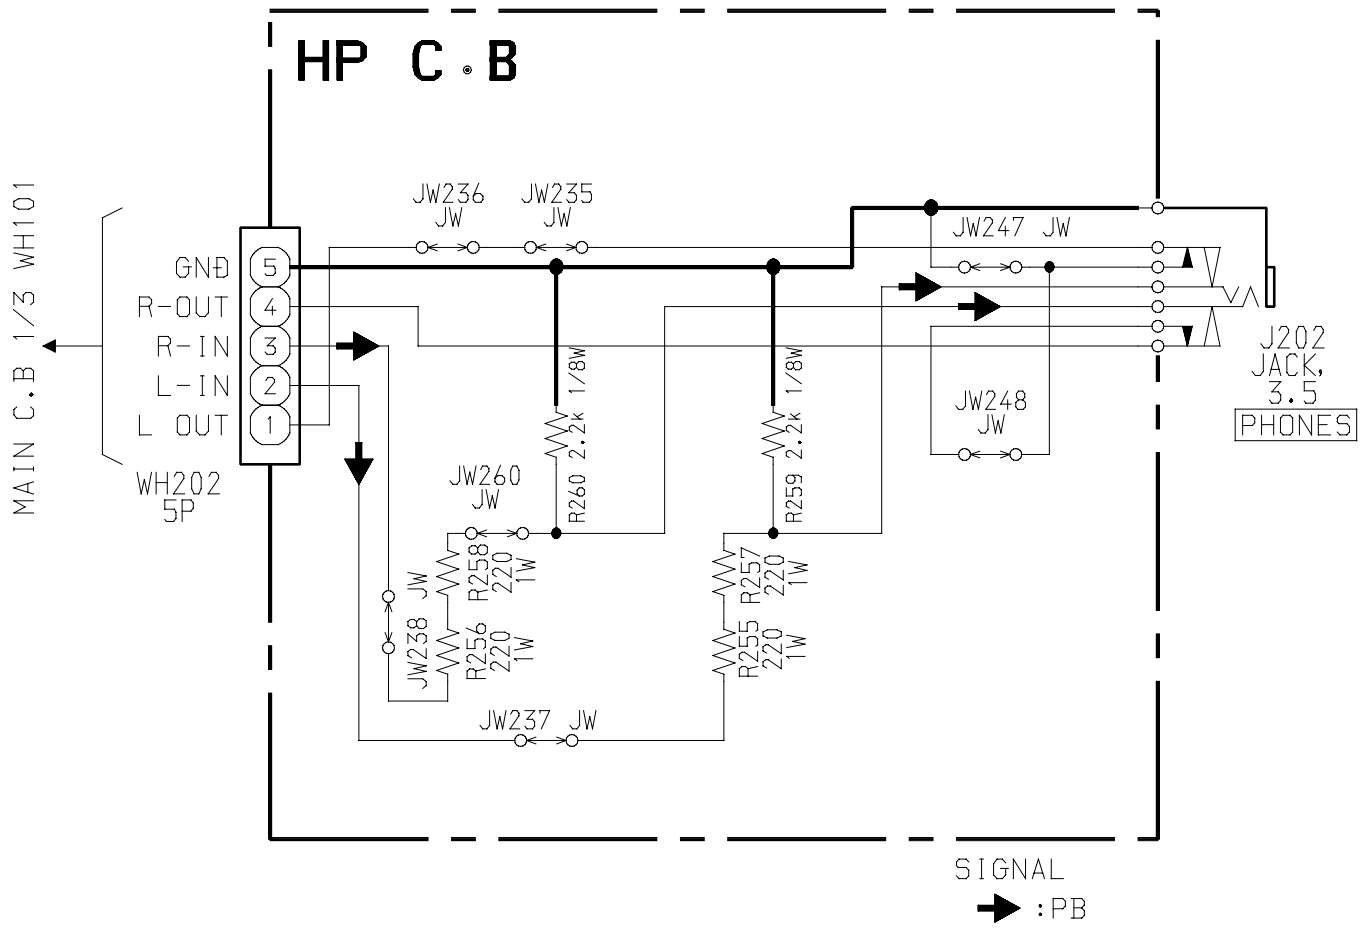 HP C.B
MAIN C.B 1/3 WH101
JW236
JW
JW235
JW
JW247 JW
GND 5
R-OUT 4
R-IN 3
L-IN 2
L OUT 1
WH202
5P
R260 2.2k 1/8W
R259 2.2k 1/8W
JW248
JW
J202
JACK,
3.5
PHONES
JW260
JW
R258
220
1W
R257
220
1W
JW238 JW
R256
220
1W
R255
220
1W
JW237 JW
SIGNAL
:PB